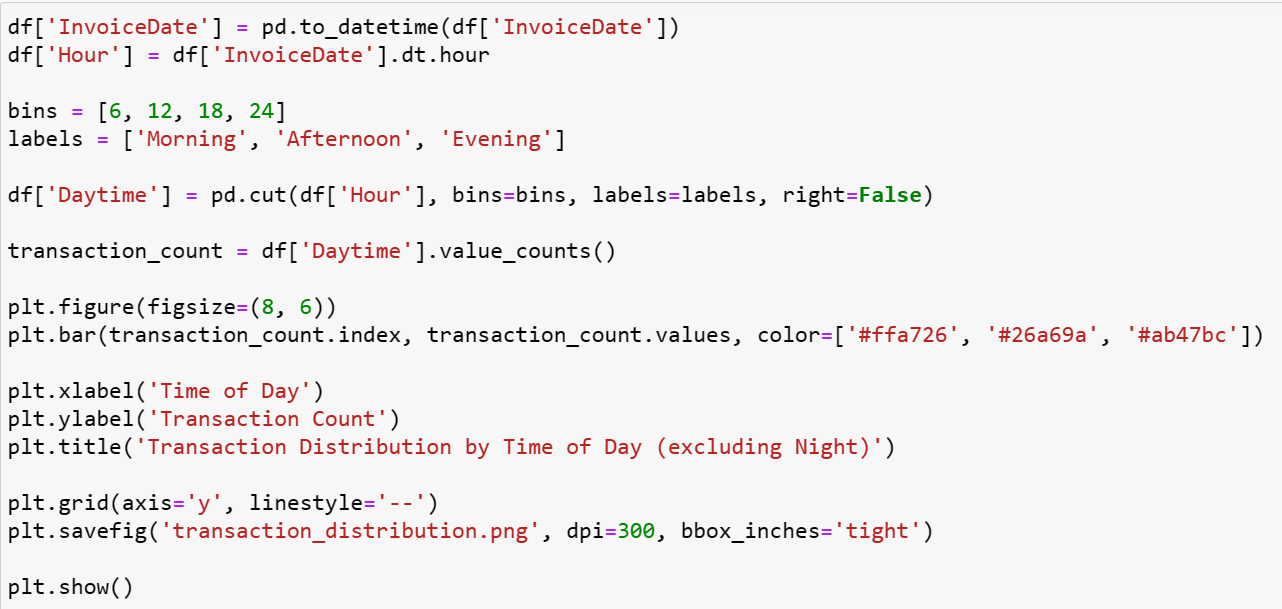 df['InvoiceDate'] = pd.to_datetime(df['InvoiceDate'])
df['Hour'] = df['InvoiceDate'].dt.hour
bins = [6, 12, 18, 24]
labels = ['Morning', 'Afternoon', 'Evening']
df['Daytime'] = pd.cut(df['Hour'], bins=bins, labels=labels, right=False)
transaction_count = df['Daytime'].value_counts()
plt.figure(figsize=(8, 6))
plt.bar(transaction_count.index, transaction_count.values, color=['#ffa726', '#26a69a', '#ab47bc'])
plt.xlabel('Time of Day')
plt.ylabel('Transaction Count')
plt.title('Transaction Distribution by Time of Day (excluding Night)')
plt.grid(axis='y', linestyle='--')
plt.savefig('transaction_distribution.png', dpi=300, bbox_inches='tight')
plt.show()